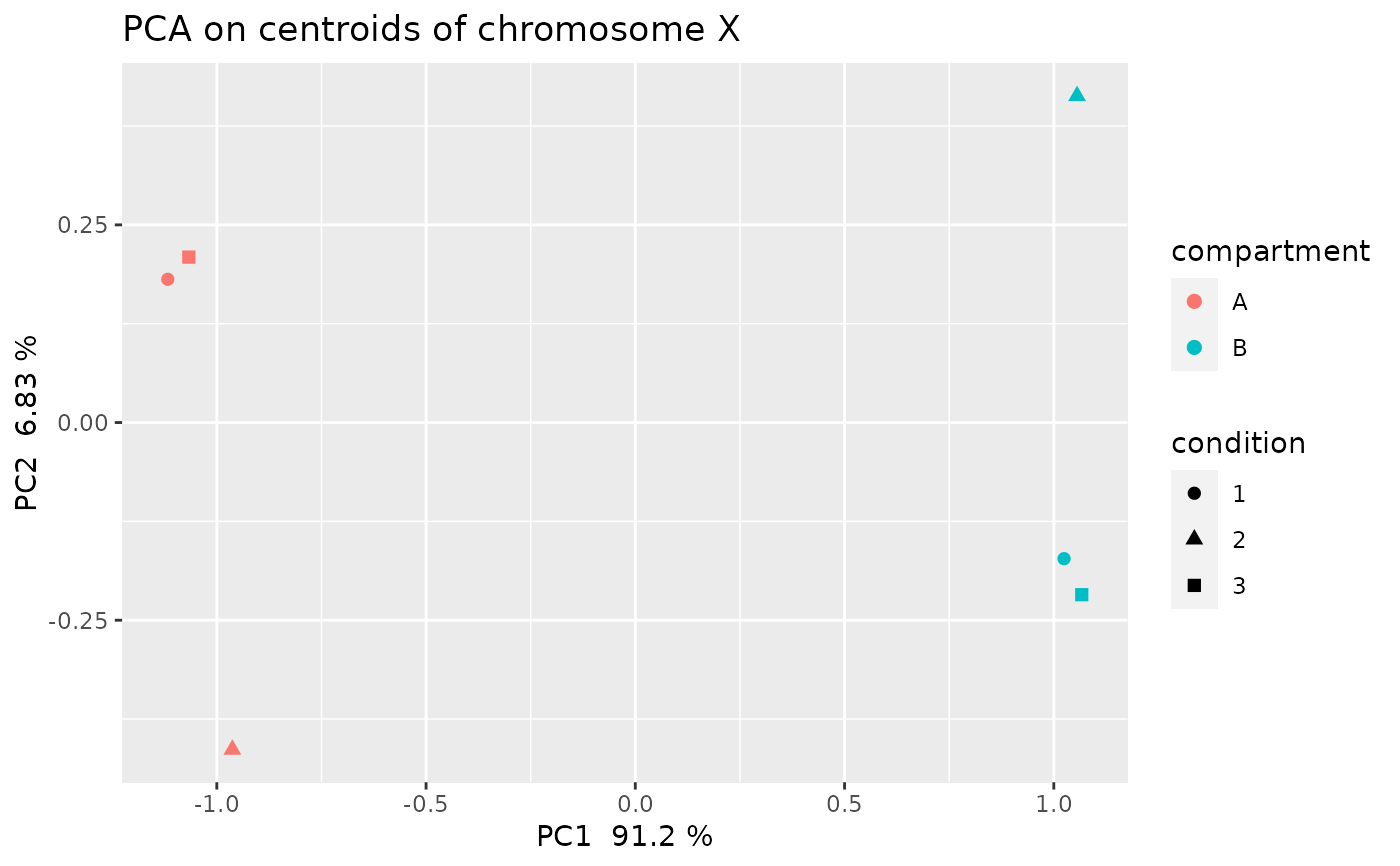 PCA on centroids of chromosome X
0.25
0.00
-0.25
PC2  6.83 %
-1.0
-0.5
0.0
0.5
1.0
PC1  91.2 %
compartment
A
B
condition
1
2
3